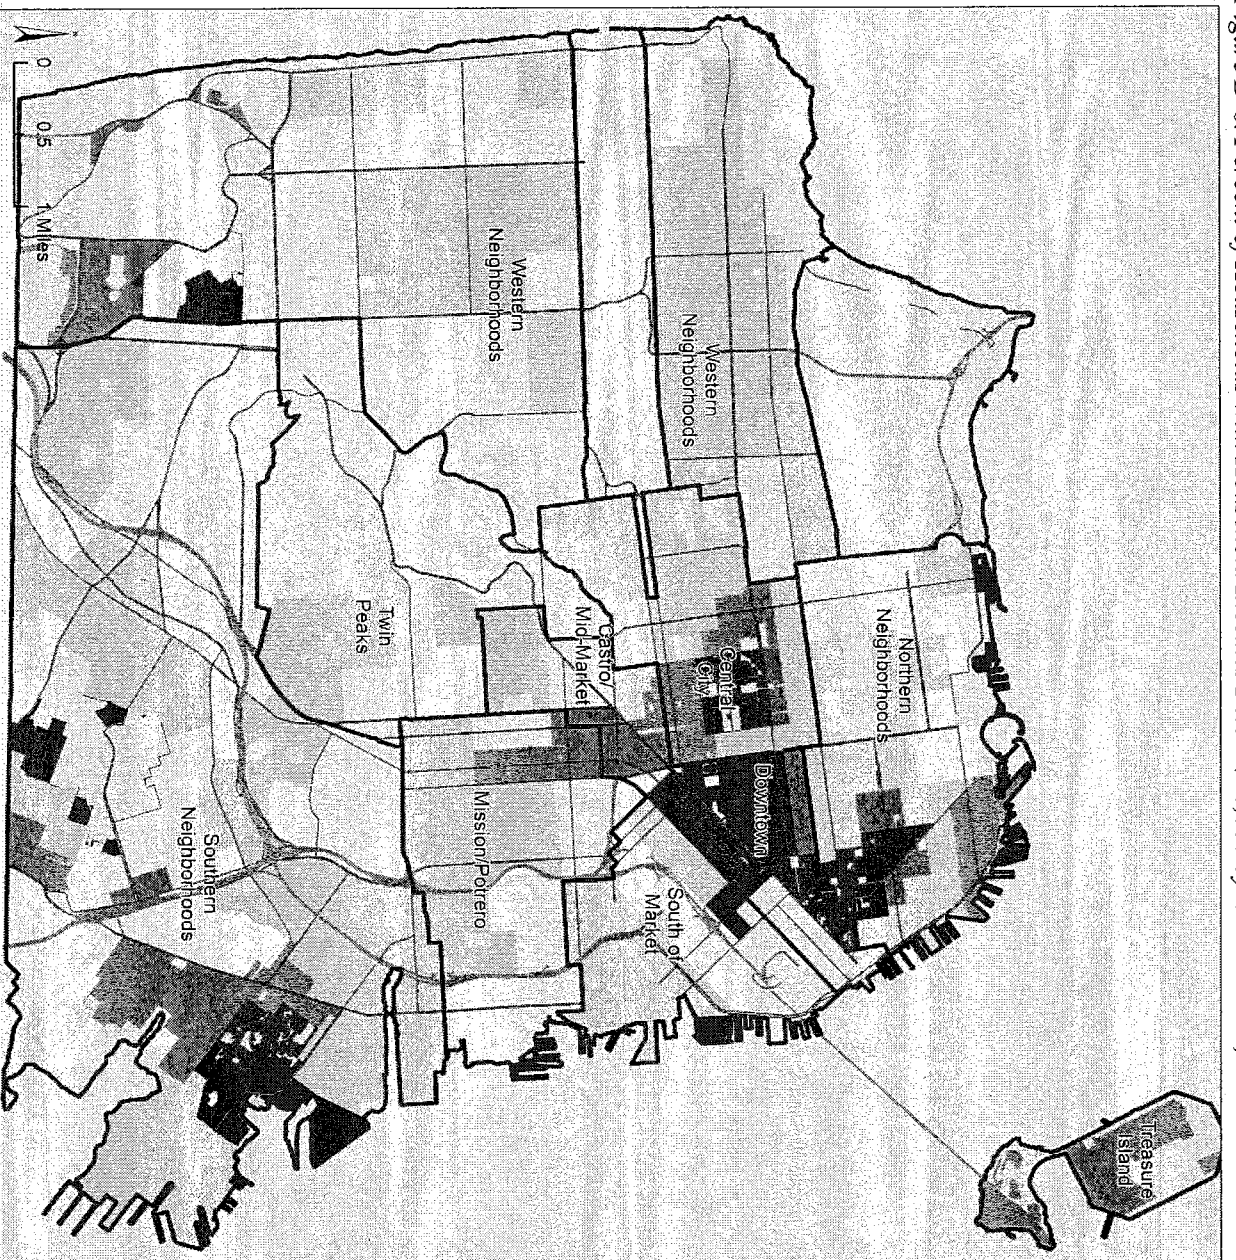 Treasure
Island
Northern
Neighborhoods
Western
Neighborhoods
Central
City
Downtown
Western
Neighborhoods
Castro/
Mid-Market
South of
Market
Twin
Peaks
Mission/Potrero
Southern
Neighborhoods
0
0.5
1 Miles